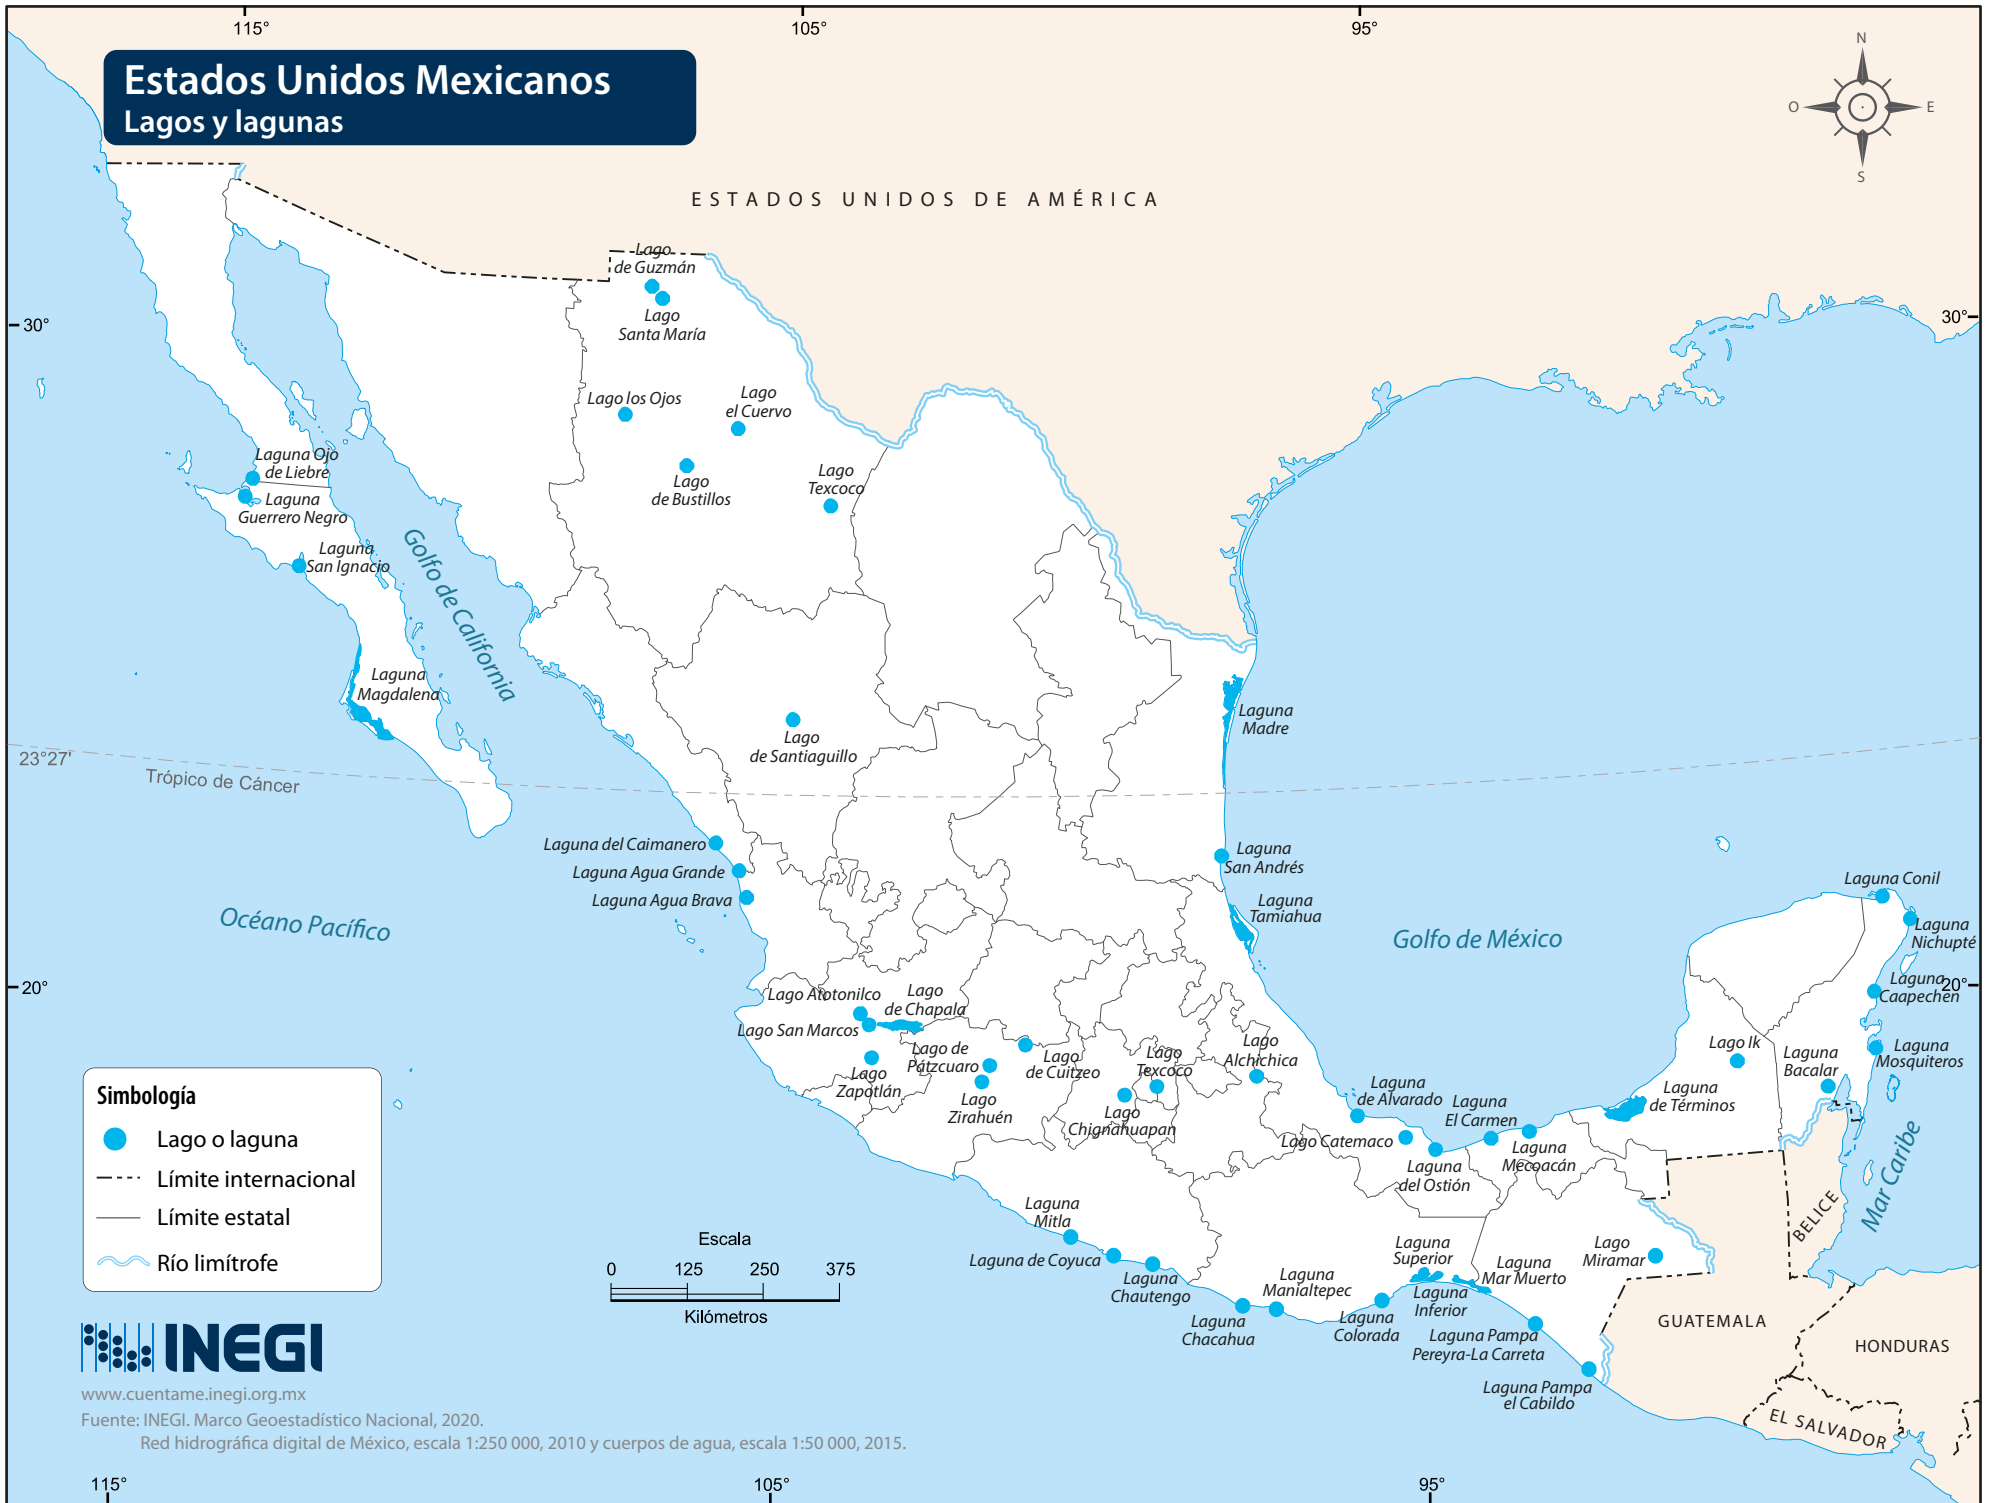 115°
105°
95°
Estados Unidos Mexicanos
Lagos y lagunas
N
O
E
S
ESTADOS UNIDOS DE AMÉRICA
Lago
de Guzmán
Lago
Santa María
30°
30°
Lago los Ojos
Lago
el Cuervo
Laguna Ojo
de Liebre
Lago
de Bustillos
Lago
Texcoco
Laguna
Guerrero Negro
Laguna
San Ignacio
Golfo de California
Laguna
Magdalena
Laguna
Madre
Lago
de Santiaguillo
23°27'
Trópico de Cáncer
Laguna del Caimanero
Laguna Agua Grande
Laguna Agua Brava
Laguna
San Andrés
Laguna
Tamiahua
Océano Pacífico
Golfo de México
Laguna Conil
Laguna
Nichupté
Laguna
Caapechén
20°
20°
Lago Atotonilco
Lago
de Chapala
Lago San Marcos
Lago
Zapotlán
Lago de
Pátzcuaro
Lago
Zirahuén
Lago
de Cuitzeo
Lago
Texcoco
Lago
Chignahuapan
Lago
Alchichica
Laguna
de Alvarado
Laguna
El Carmen
Lago Catemaco
Laguna
del Ostión
Laguna
Mecoacán
Laguna
de Términos
Lago Ik
Laguna
Bacalar
Laguna
Mosquiteros
Mar Caribe
BELICE
Laguna
Mitla
Laguna de Coyuca
Laguna
Chautengo
Laguna
Chacahua
Laguna
Manialtepec
Laguna
Colorada
Laguna
Superior
Laguna
Inferior
Laguna
Mar Muerto
Lago
Miramar
Laguna Pampa
Pereyra-La Carreta
Laguna Pampa
el Cabildo
GUATEMALA
HONDURAS
EL SALVADOR
Simbología
Lago o laguna
Límite internacional
Límite estatal
Río limítrofe
Escala
0 125 250 375
Kilómetros
INEGI
www.cuentame.inegi.org.mx
Fuente: INEGI. Marco Geoestadístico Nacional, 2020.
Red hidrográfica digital de México, escala 1:250 000, 2010 y cuerpos de agua, escala 1:50 000, 2015.
115°
105°
95°